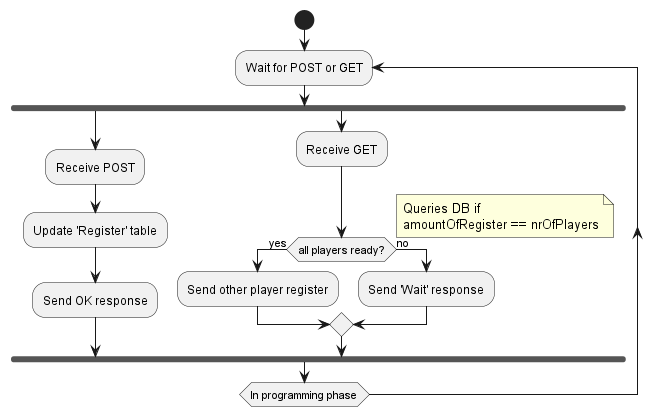 Wait for POST or GET
Receive POST
Update 'Register' table
Send OK response
Receive GET
Queries DB if
amountOfRegister == nrOfPlayers
all players ready?
yes
no
Send other player register
Send 'Wait' response
In programming phase